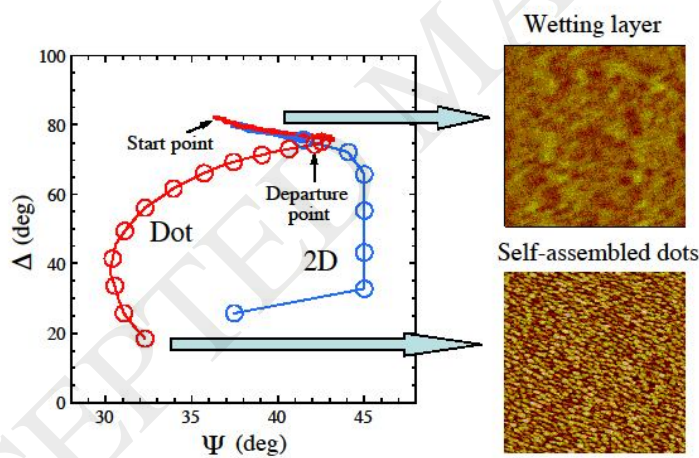 Wetting layer
100
80
60
40
20
0
Δ (deg)
Start point
Departure
point
Dot
2D
30
35
40
45
Ψ (deg)
Self-assembled dots